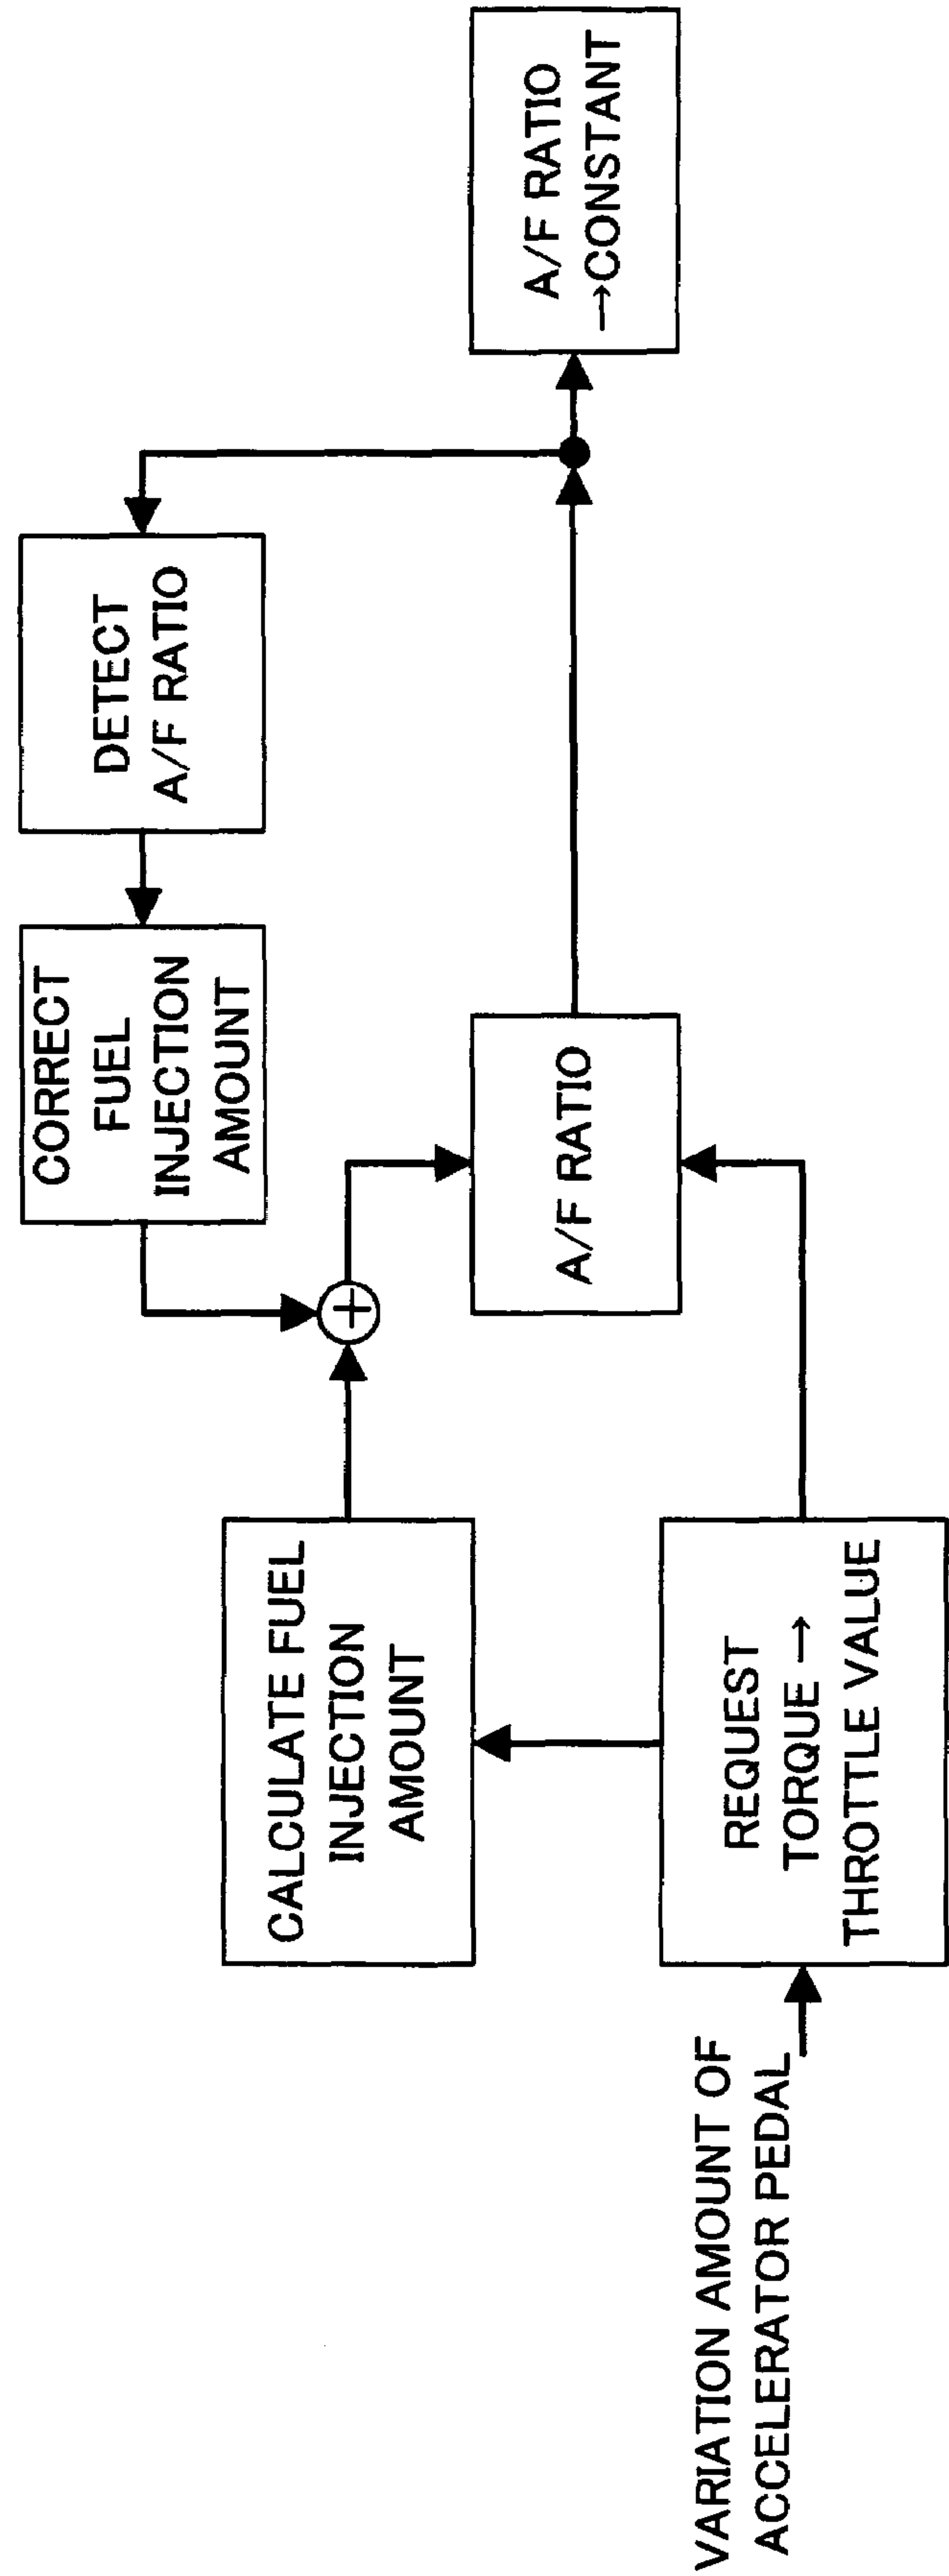 VARIATION AMOUNT OF
ACCELERATOR PEDAL
REQUEST
TORQUE →
THROTTLE VALUE
CALCULATE FUEL
INJECTION
AMOUNT
+
CORRECT
FUEL
INJECTION
AMOUNT
DETECT
A/F RATIO
A/F RATIO
A/F RATIO
→CONSTANT